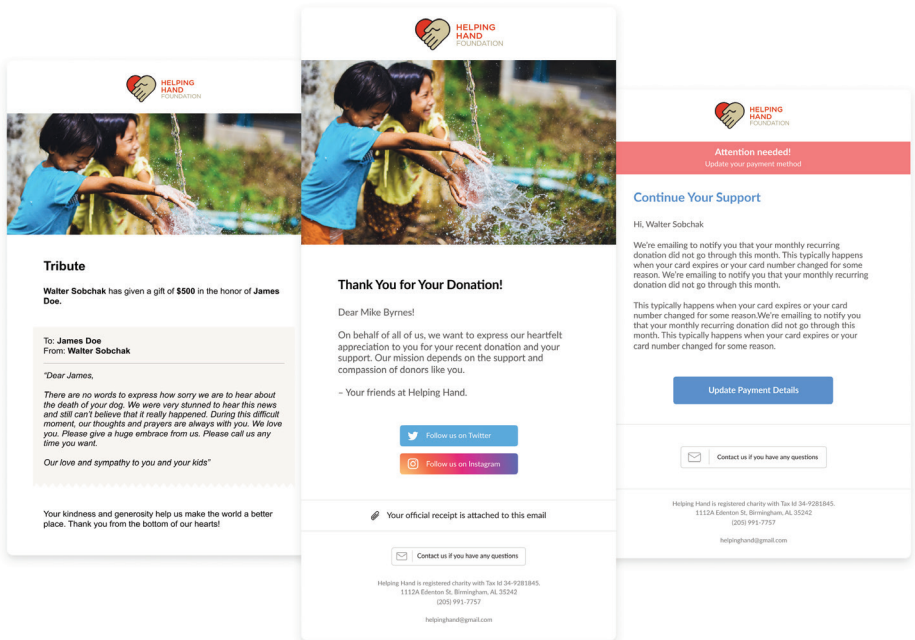 HELPING
HAND
FOUNDATION
Tribute
Walter Sobchak has given a gift of $500 in the honor of James
Doe.
To: James Doe
From: Walter Sobchak
“Dear James,
There are no words to express how sorry we are to hear about
the death of your dog. We were very stunned to hear this news
and still can’t believe that it really happened. During this difficult
moment, our thoughts and prayers are always with you. We love
you. Please give a huge embrace from us. Please call us any
time you want.
Our love and sympathy to you and your kids”
Your kindness and generosity help us make the world a better
place. Thank you from the bottom of our hearts!
HELPING
HAND
FOUNDATION
Thank You for Your Donation!
Dear Mike Byrnes!
On behalf of all of us, we want to express our heartfelt
appreciation to you for your recent donation and your
support. Our mission depends on the support and
compassion of donors like you.
– Your friends at Helping Hand.
Follow us on Twitter
Follow us on Instagram
Your official receipt is attached to this email
Contact us if you have any questions
Helping Hand is registered charity with Tax Id 34-9281845.
1112A Edenton St, Birmingham, AL 35242
(205) 991-7757
helpinghand@gmail.com
HELPING
HAND
FOUNDATION
Attention needed!
Update your payment method
Continue Your Support
Hi, Walter Sobchak
We’re emailing to notify you that your monthly recurring
donation did not go through this month. This typically happens
when your card expires or your card number changed for some
reason. We’re emailing to notify you that your monthly recurring
donation did not go through this month.
This typically happens when your card expires or your card
number changed for some reason.We’re emailing to notify you
that your monthly recurring donation did not go through this
month. This typically happens when your card expires or your
card number changed for some reason.
Update Payment Details
Contact us if you have any questions
Helping Hand is registered charity with Tax Id 34-9281845.
1112A Edenton St, Birmingham, AL 35242
(205) 991-7757
helpinghand@gmail.com